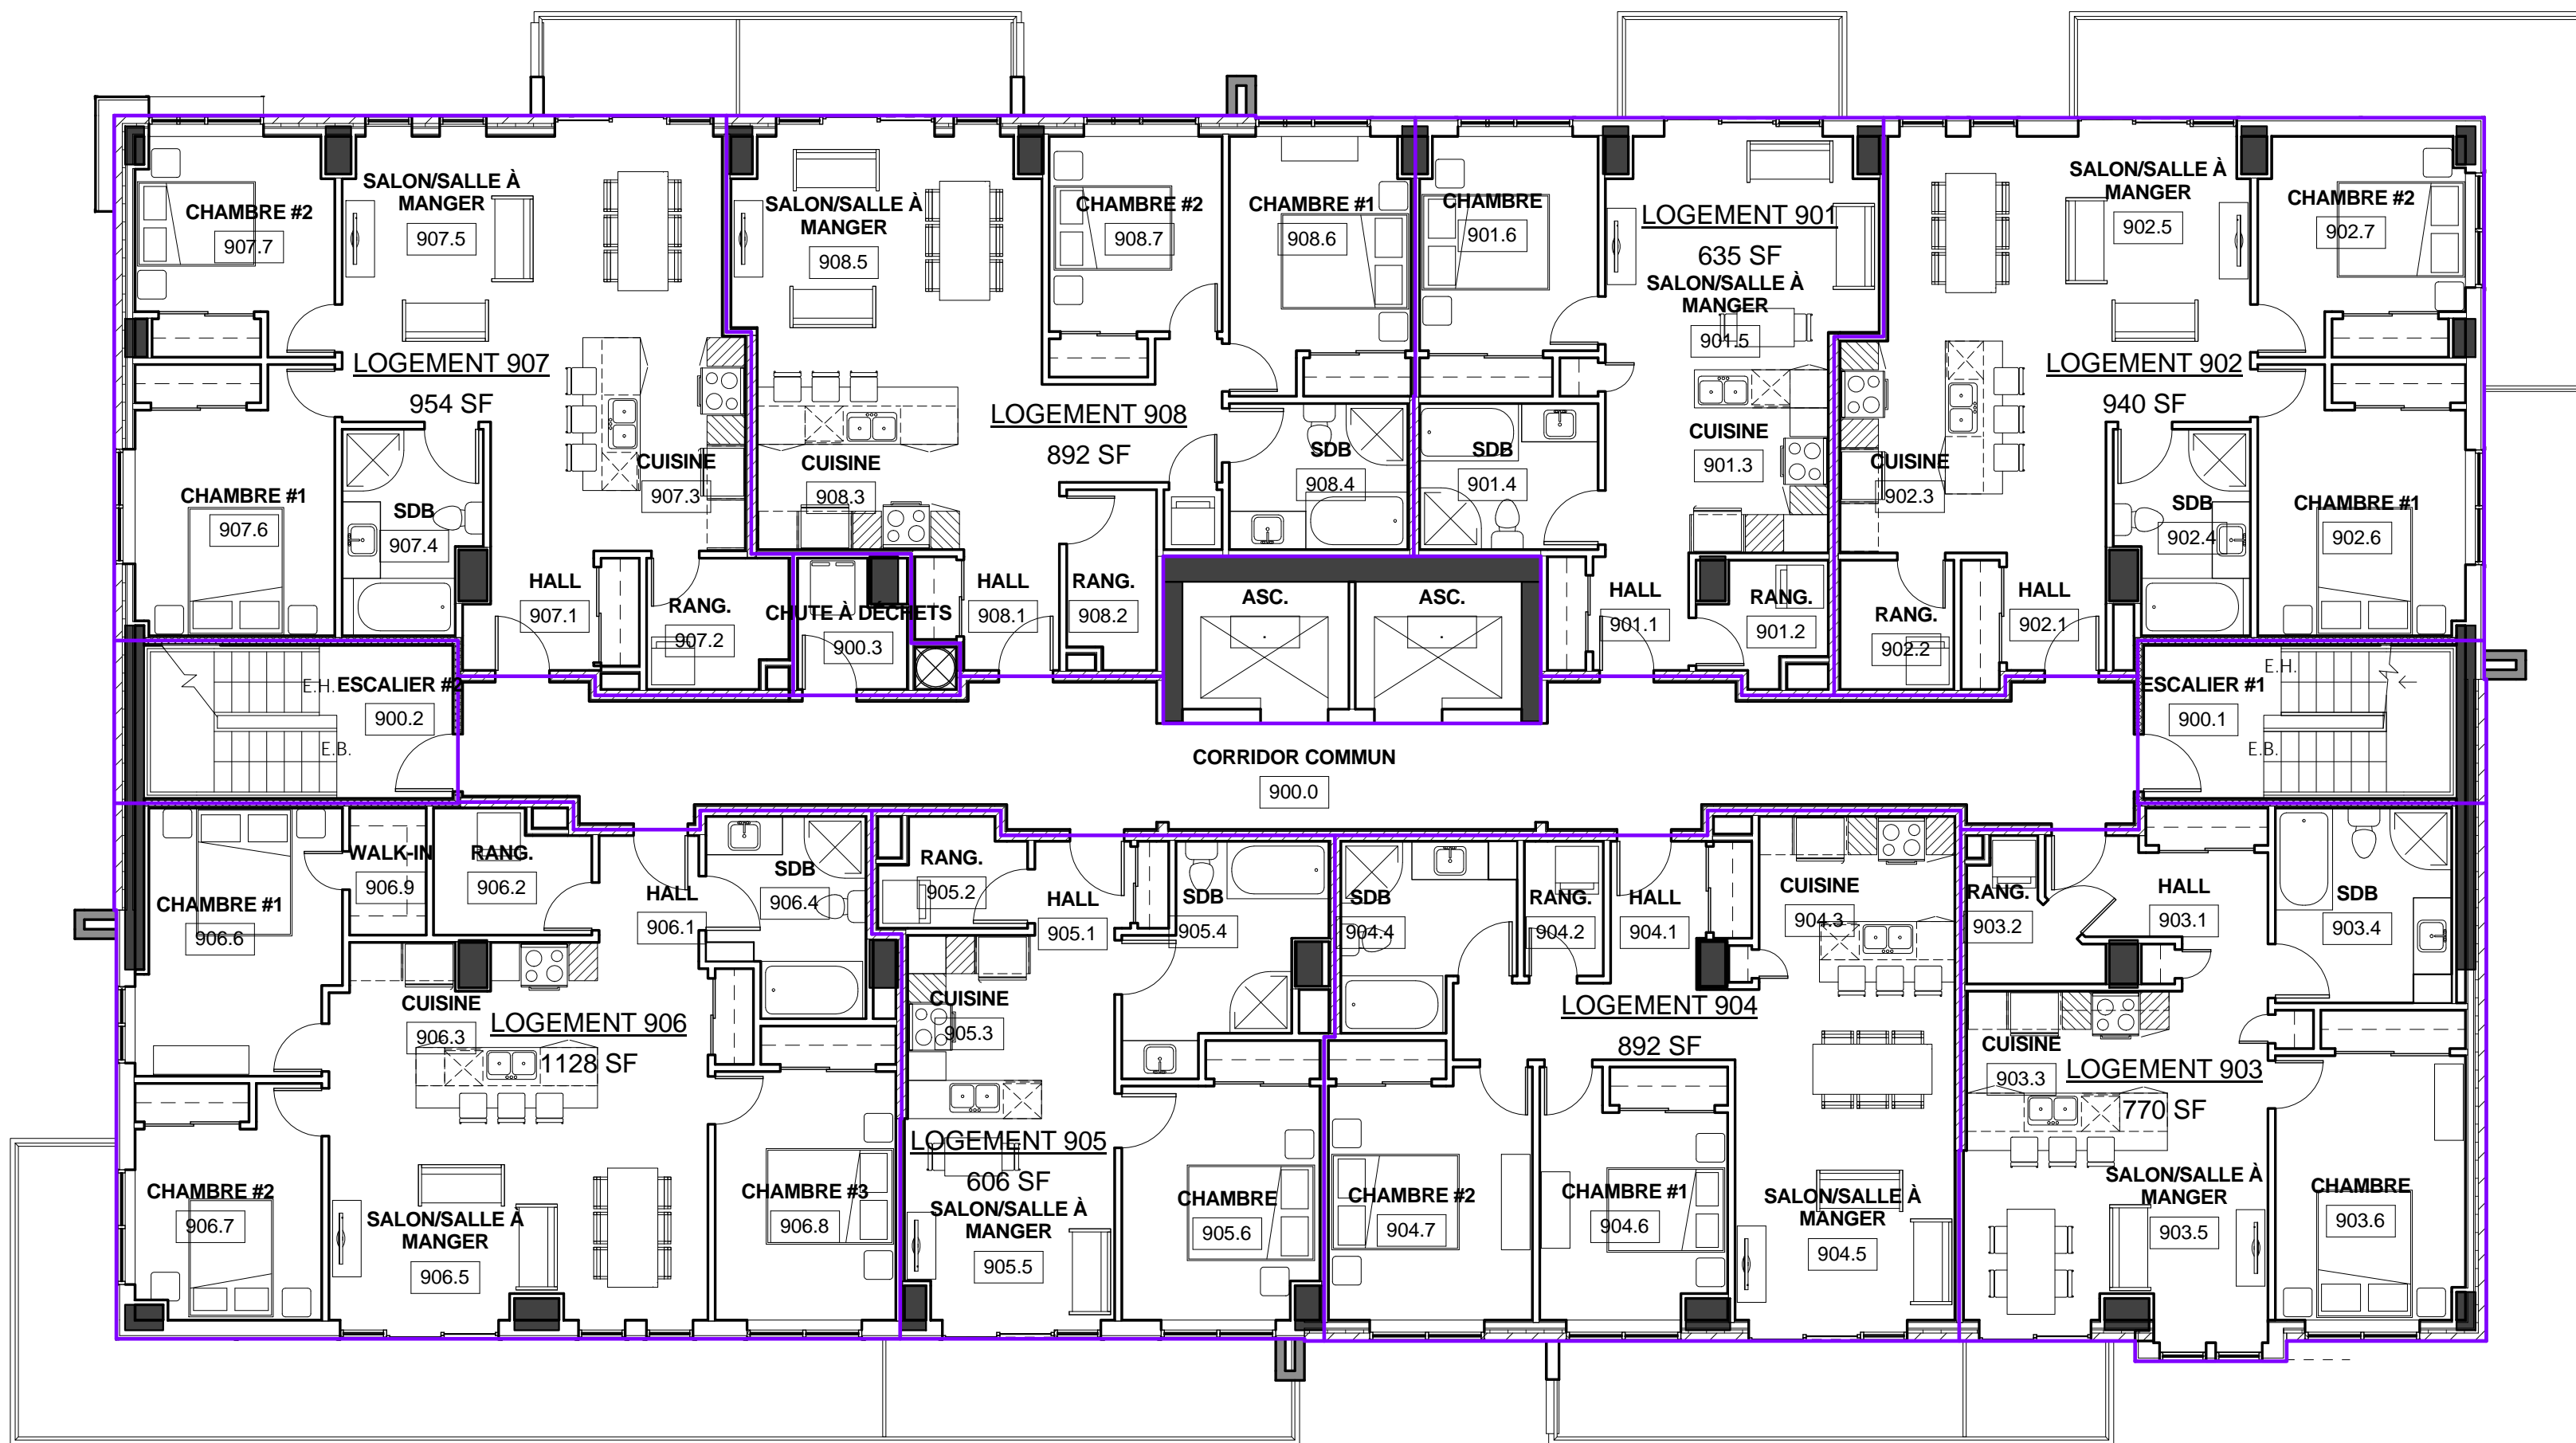 CHAMBRE #2
907.7
SALON/SALLE À
MANGER
907.5
LOGEMENT 907
954 SF
CHAMBRE #1
907.6
SDB
907.4
CUISINE
907.3
HALL
907.1
RANG.
907.2
SALON/SALLE À
MANGER
908.5
CHAMBRE #2
908.7
CHAMBRE #1
908.6
LOGEMENT 908
892 SF
CUISINE
908.3
SDB
908.4
CHUTE À DÉCHETS
900.3
HALL
908.1
RANG.
908.2
ASC.
ASC.
CHAMBRE
901.6
LOGEMENT 901
635 SF
SALON/SALLE À
MANGER
901.5
SDB
901.4
CUISINE
901.3
HALL
901.1
RANG.
901.2
SALON/SALLE À
MANGER
902.5
CHAMBRE #2
902.7
LOGEMENT 902
940 SF
CUISINE
902.3
SDB
902.4
CHAMBRE #1
902.6
RANG.
902.2
HALL
902.1
E.H.
ESCALIER #2
900.2
E.B.
CORRIDOR COMMUN
900.0
ESCALIER #1
900.1
E.H.
E.B.
CHAMBRE #1
906.6
WALK-IN
906.9
RANG.
906.2
HALL
906.1
SDB
906.4
CUISINE
906.3
LOGEMENT 906
1128 SF
CHAMBRE #2
906.7
SALON/SALLE À
MANGER
906.5
CHAMBRE #3
906.8
RANG.
905.2
HALL
905.1
SDB
905.4
CUISINE
905.3
LOGEMENT 905
606 SF
SALON/SALLE À
MANGER
905.5
CHAMBRE
905.6
SDB
904.4
RANG.
904.2
HALL
904.1
CUISINE
904.3
LOGEMENT 904
892 SF
CHAMBRE #2
904.7
CHAMBRE #1
904.6
SALON/SALLE À
MANGER
904.5
RANG.
903.2
HALL
903.1
SDB
903.4
CUISINE
903.3
LOGEMENT 903
770 SF
SALON/SALLE À
MANGER
903.5
CHAMBRE
903.6